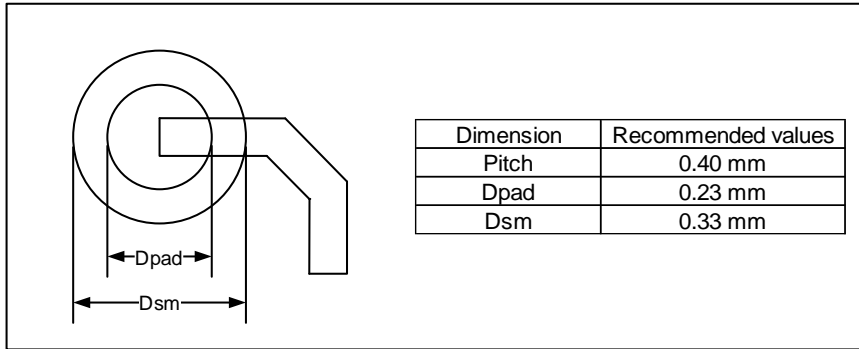 Dimension Recommended values
Pitch 0.40 mm
Dpad 0.23 mm
Dsm 0.33 mm
Dpad
Dsm